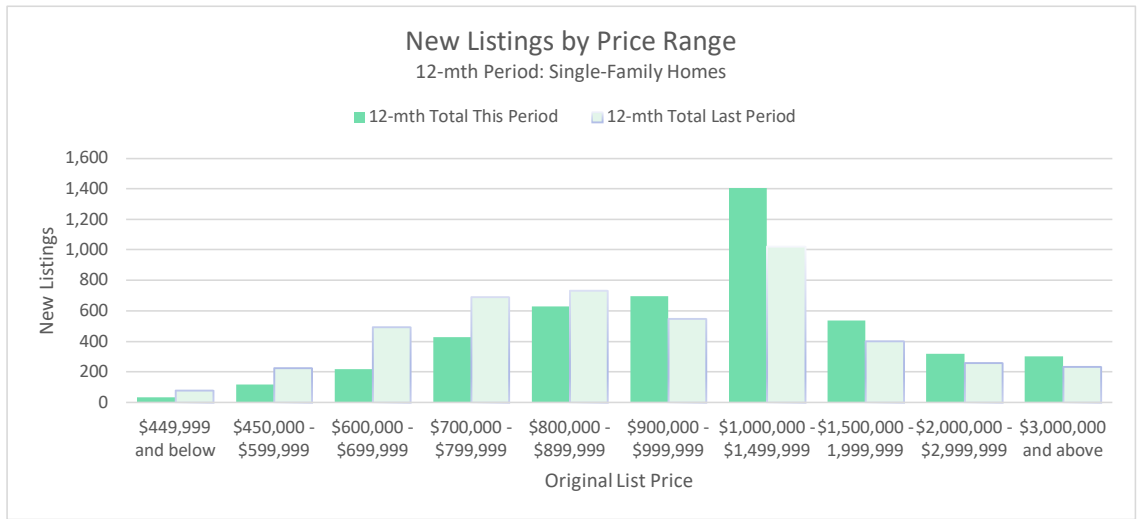 New Listings by Price Range
12-mth Period: Single-Family Homes
12-mth Total This Period 12-mth Total Last Period
1,600
1,400
1,200
1,000
800
600
400
200
0
New Listings
$449,999 $450,000 - $600,000 - $700,000 - $800,000 - $900,000 - $1,000,000 - $1,500,000 - $2,000,000 - $3,000,000
and below $599,999 $699,999 $799,999 $899,999 $999,999 $1,499,999 1,999,999 $2,999,999 and above
Original List Price